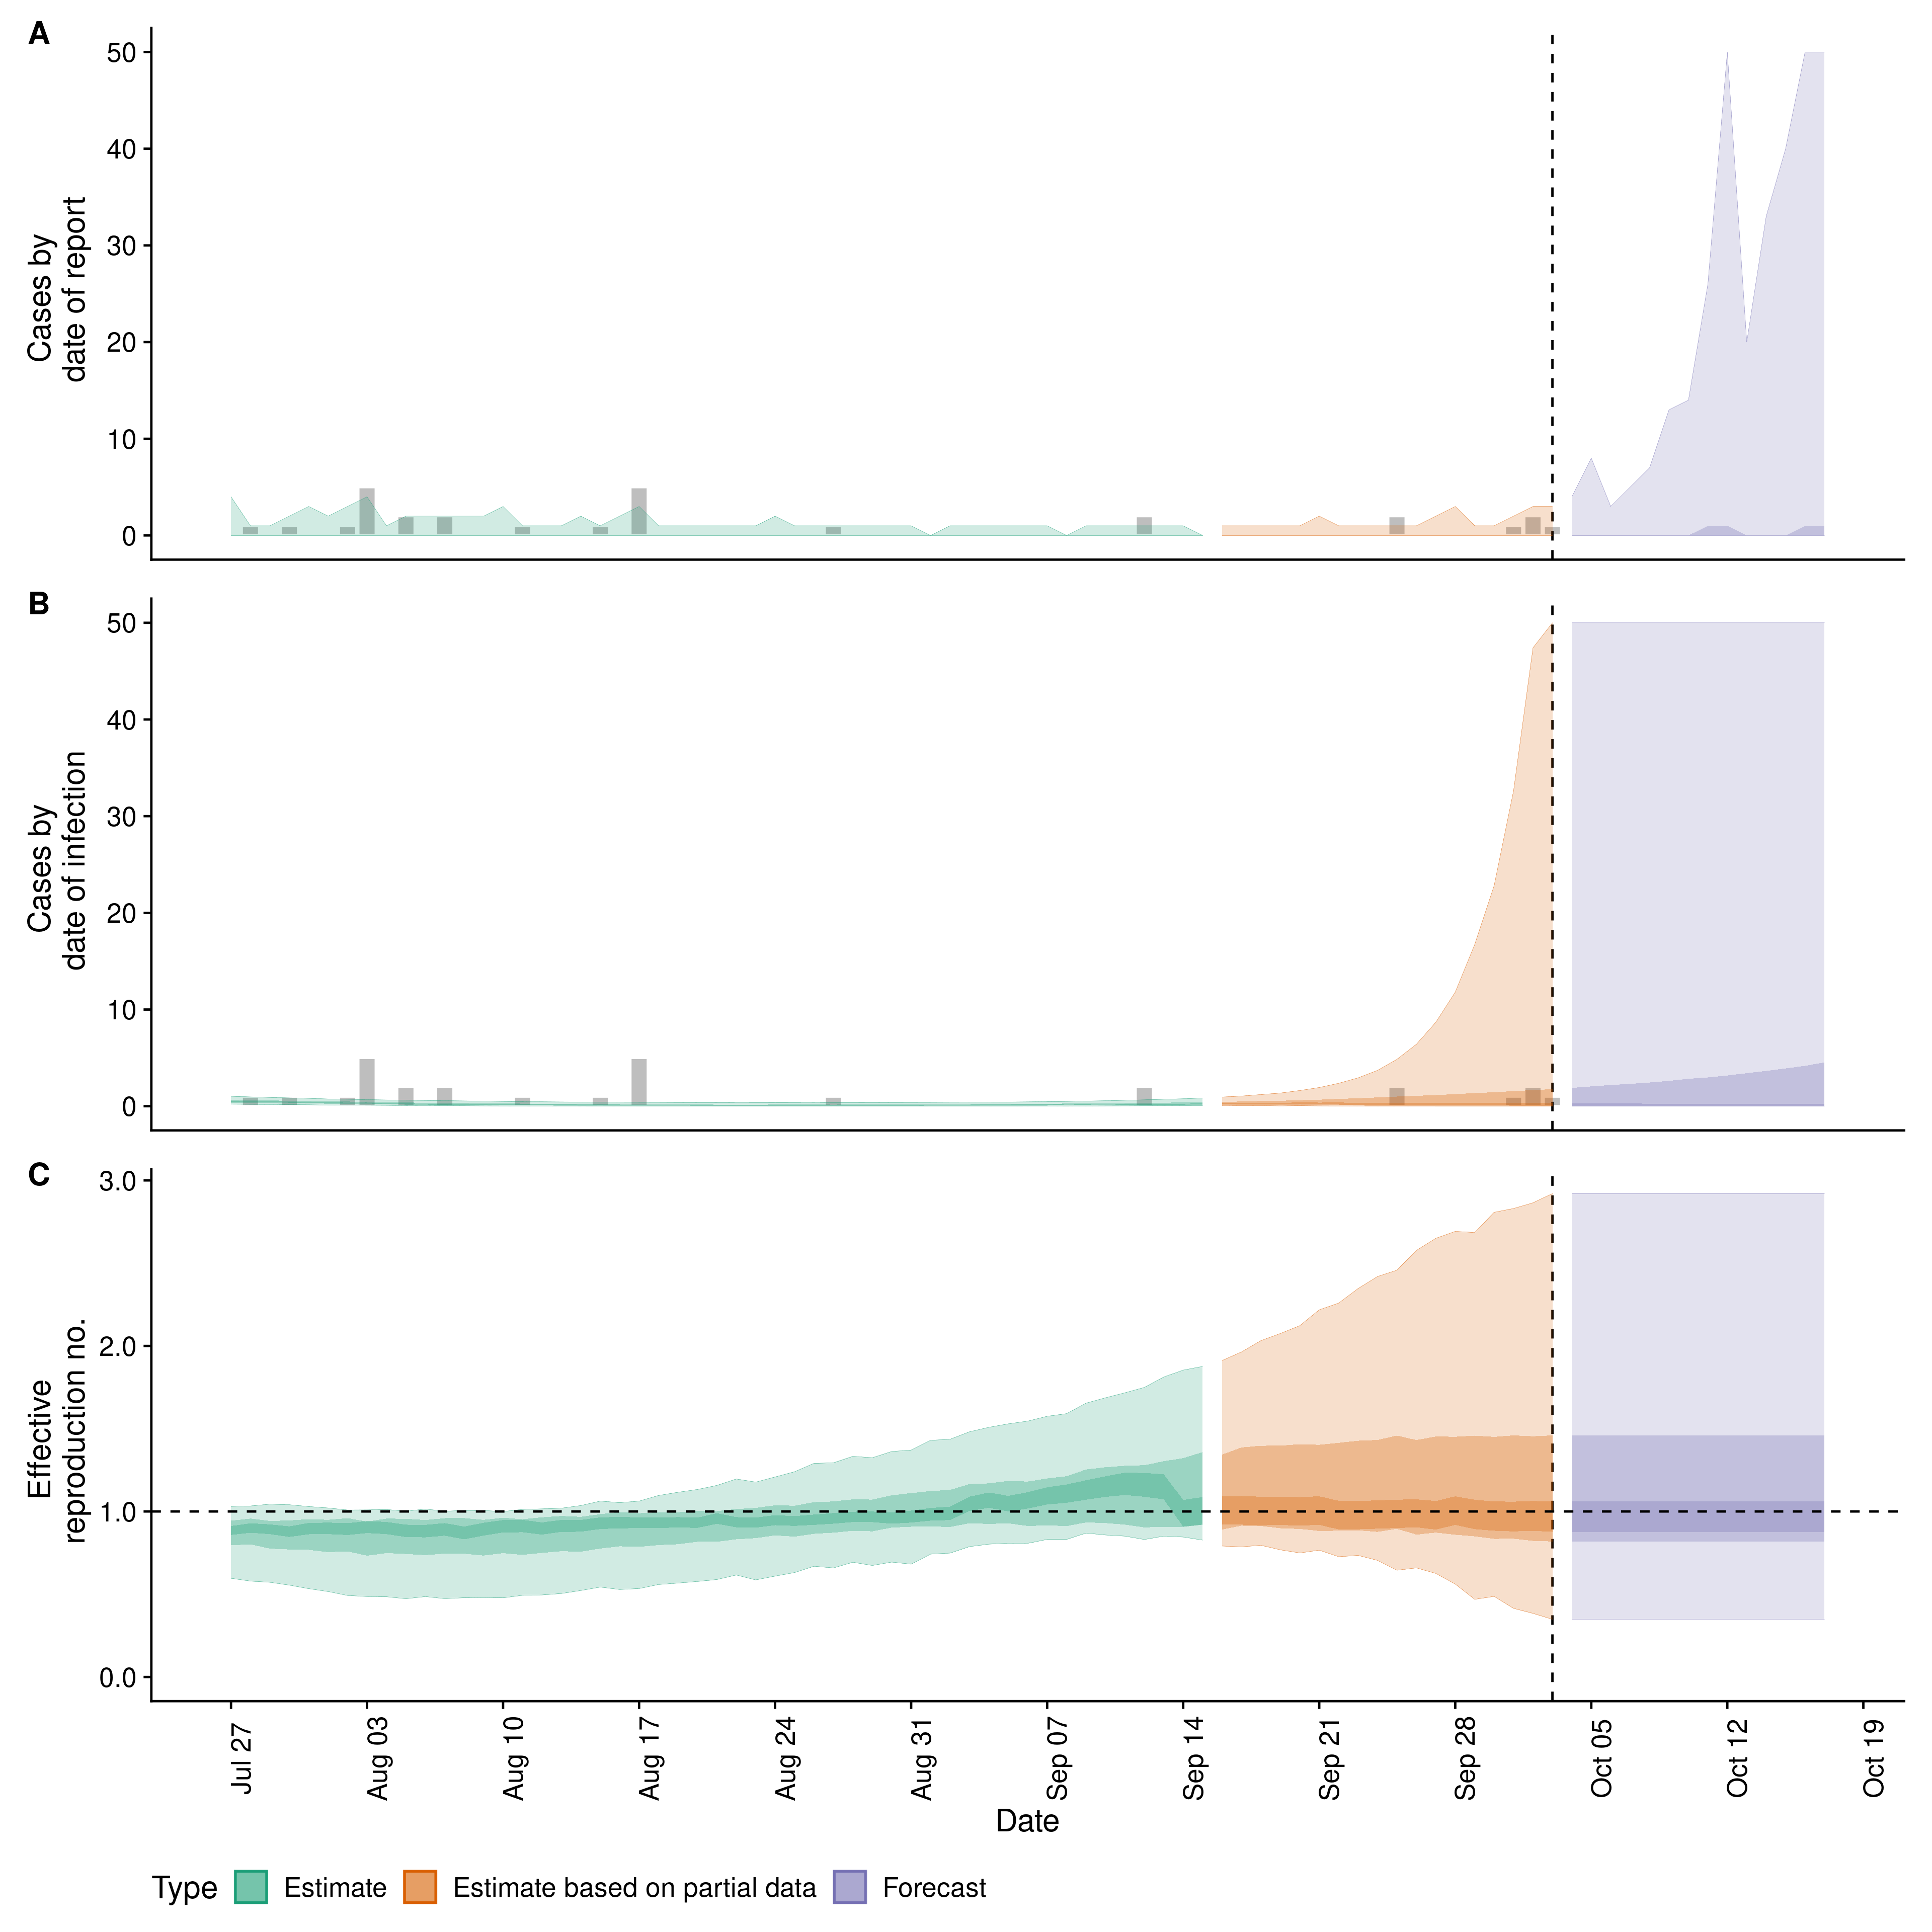 A
Cases by
date of report
50
40
30
20
10
0
B
Cases by
date of infection
50
40
30
20
10
0
C
Effective
reproduction no.
3.0
2.0
1.0
0.0
Jul 27
Aug 03
Aug 10
Aug 17
Aug 24
Aug 31
Sep 07
Sep 14
Sep 21
Sep 28
Oct 05
Oct 12
Oct 19
Date
Type Estimate Estimate based on partial data Forecast